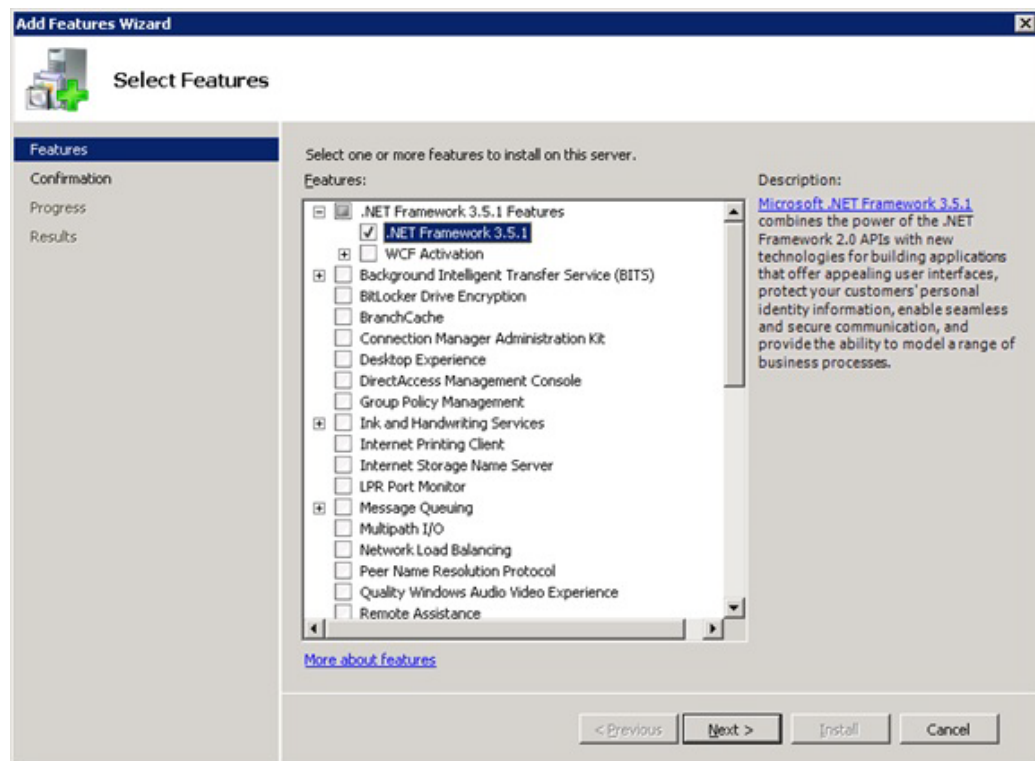 Add Features Wizard
Select Features
Features
Confirmation
Progress
Results
Select one or more features to install on this server.
Features:
.NET Framework 3.5.1 Features
.NET Framework 3.5.1
WCF Activation
Background Intelligent Transfer Service (BITS)
BitLocker Drive Encryption
BranchCache
Connection Manager Administration Kit
Desktop Experience
DirectAccess Management Console
Group Policy Management
Ink and Handwriting Services
Internet Printing Client
Internet Storage Name Server
LPR Port Monitor
Message Queuing
Multipath I/O
Network Load Balancing
Peer Name Resolution Protocol
Quality Windows Audio Video Experience
Remote Assistance
More about features
Description:
Microsoft .NET Framework 3.5.1
combines the power of the .NET
Framework 2.0 APIs with new
technologies for building applications
that offer appealing user interfaces,
protect your customers' personal
identity information, enable seamless
and secure communication, and
provide the ability to model a range of
business processes.
< Previous
Next >
Install
Cancel